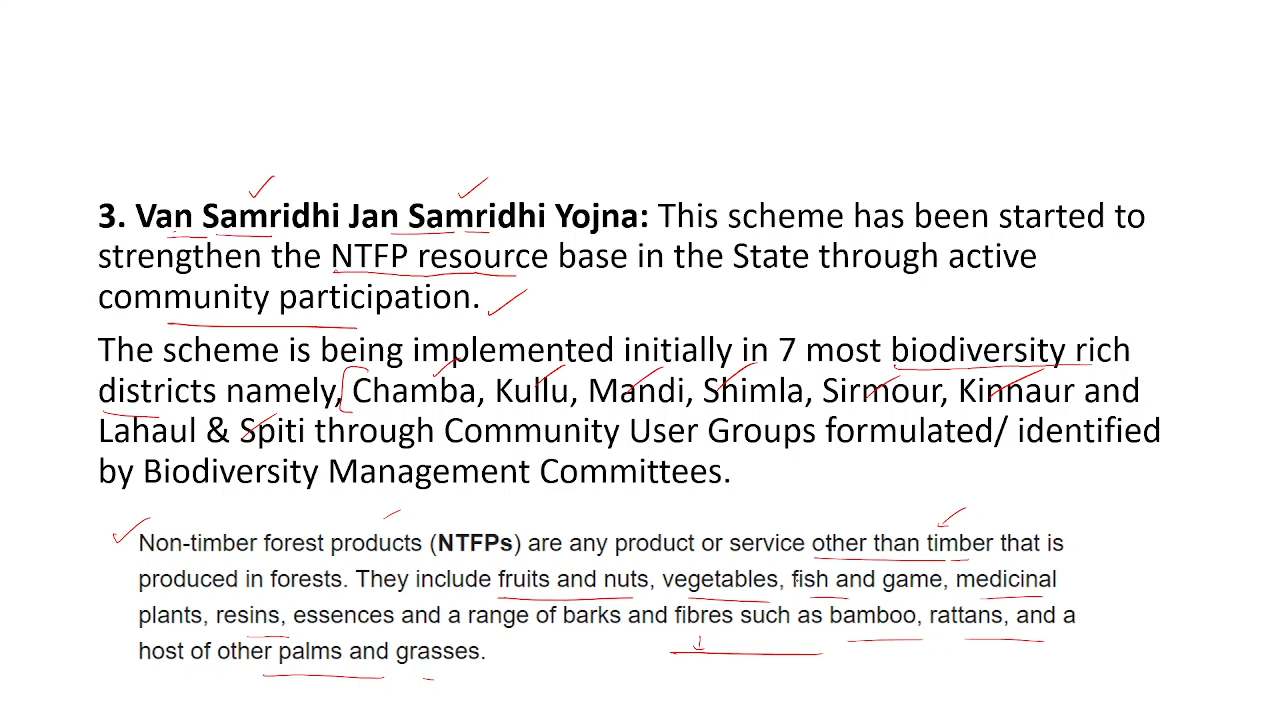 3. Van Samridhi Jan Samridhi Yojna: This scheme has been started to
strengthen the NTFP resource base in the State through active
community participation.
The scheme is being implemented initially in 7 most biodiversity rich
districts namely, Chamba, Kullu, Mandi, Shimla, Sirmour, Kinnaur and
Lahaul & Spiti through Community User Groups formulated/ identified
by Biodiversity Management Committees.
Non-timber forest products (NTFPs) are any product or service other than timber that is
produced in forests. They include fruits and nuts, vegetables, fish and game, medicinal
plants, resins, essences and a range of barks and fibres such as bamboo, rattans, and a
host of other palms and grasses.